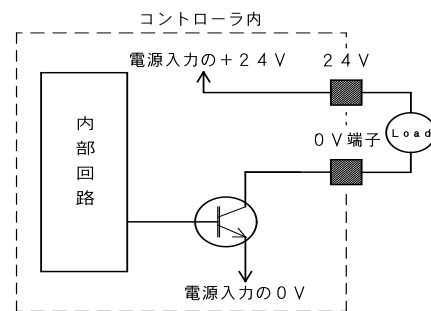 コントローラ内
電源入力の＋２４Ｖ
２４Ｖ
内部回路
０Ｖ端子
Ｌｏａｄ
電源入力の０Ｖ